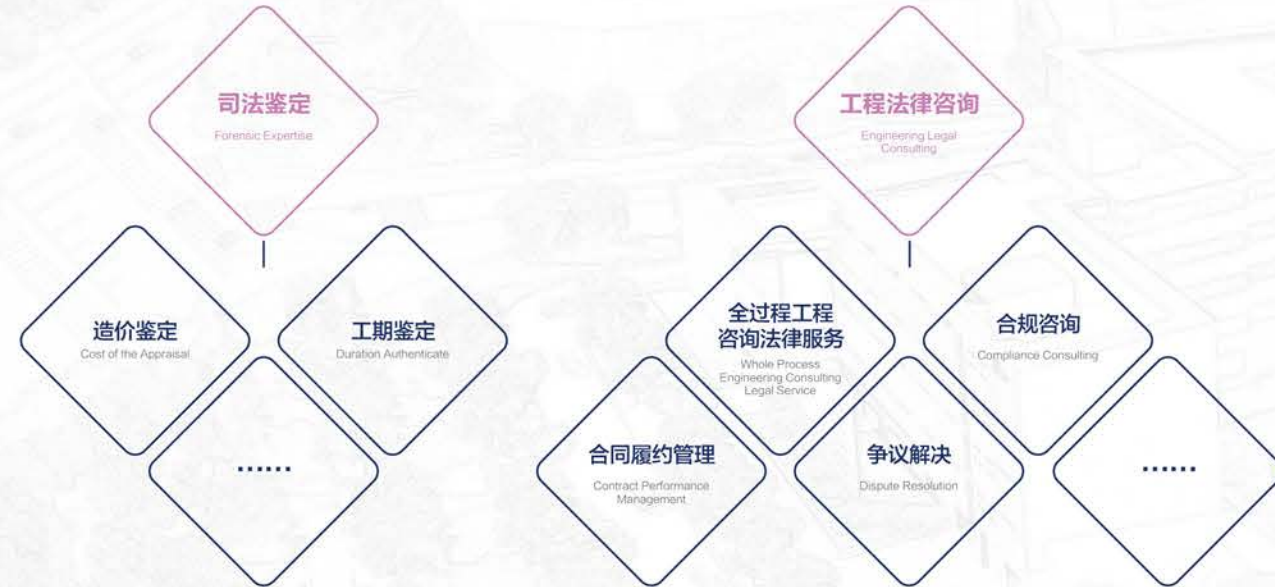 司法鉴定
Forensic Expertise
造价鉴定
Cost of the Appraisal
工期鉴定
Duration Authenticate
……
工程法律咨询
Engineering Legal
Consulting
全过程工程
咨询法律服务
Whole Process
Engineering Consulting
Legal Service
合规咨询
Compliance Consulting
合同履约管理
Contract Performance
Management
争议解决
Dispute Resolution
……